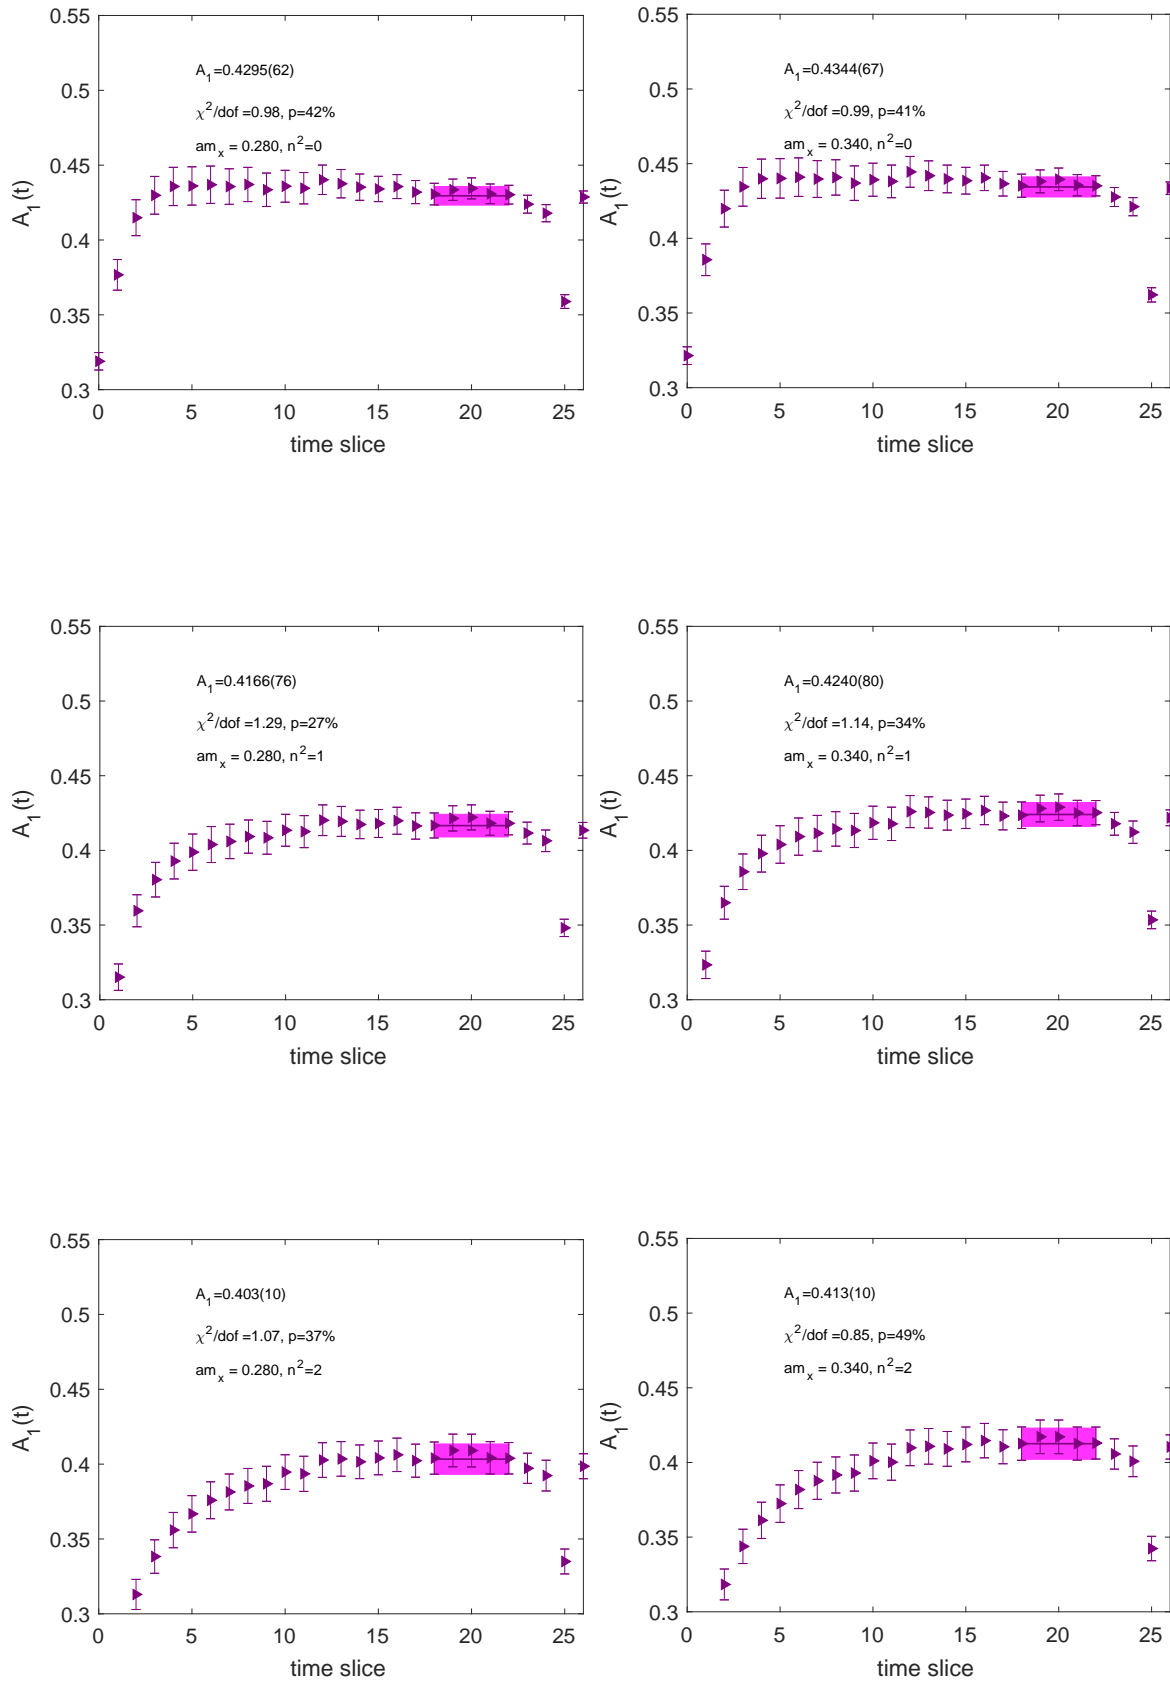 0.55
0.5
0.45
0.4
0.35
0.3
A₁(t)
A₁=0.4295(62)
χ²/dof =0.98, p=42%
amₓ = 0.280, n²=0
0 5 10 15 20 25
time slice
0.55
0.5
0.45
0.4
0.35
0.3
A₁(t)
A₁=0.4344(67)
χ²/dof =0.99, p=41%
amₓ = 0.340, n²=0
0 5 10 15 20 25
time slice
0.55
0.5
0.45
0.4
0.35
0.3
A₁(t)
A₁=0.4166(76)
χ²/dof =1.29, p=27%
amₓ = 0.280, n²=1
0 5 10 15 20 25
time slice
0.55
0.5
0.45
0.4
0.35
0.3
A₁(t)
A₁=0.4240(80)
χ²/dof =1.14, p=34%
amₓ = 0.340, n²=1
0 5 10 15 20 25
time slice
0.55
0.5
0.45
0.4
0.35
0.3
A₁(t)
A₁=0.403(10)
χ²/dof =1.07, p=37%
amₓ = 0.280, n²=2
0 5 10 15 20 25
time slice
0.55
0.5
0.45
0.4
0.35
0.3
A₁(t)
A₁=0.413(10)
χ²/dof =0.85, p=49%
amₓ = 0.340, n²=2
0 5 10 15 20 25
time slice